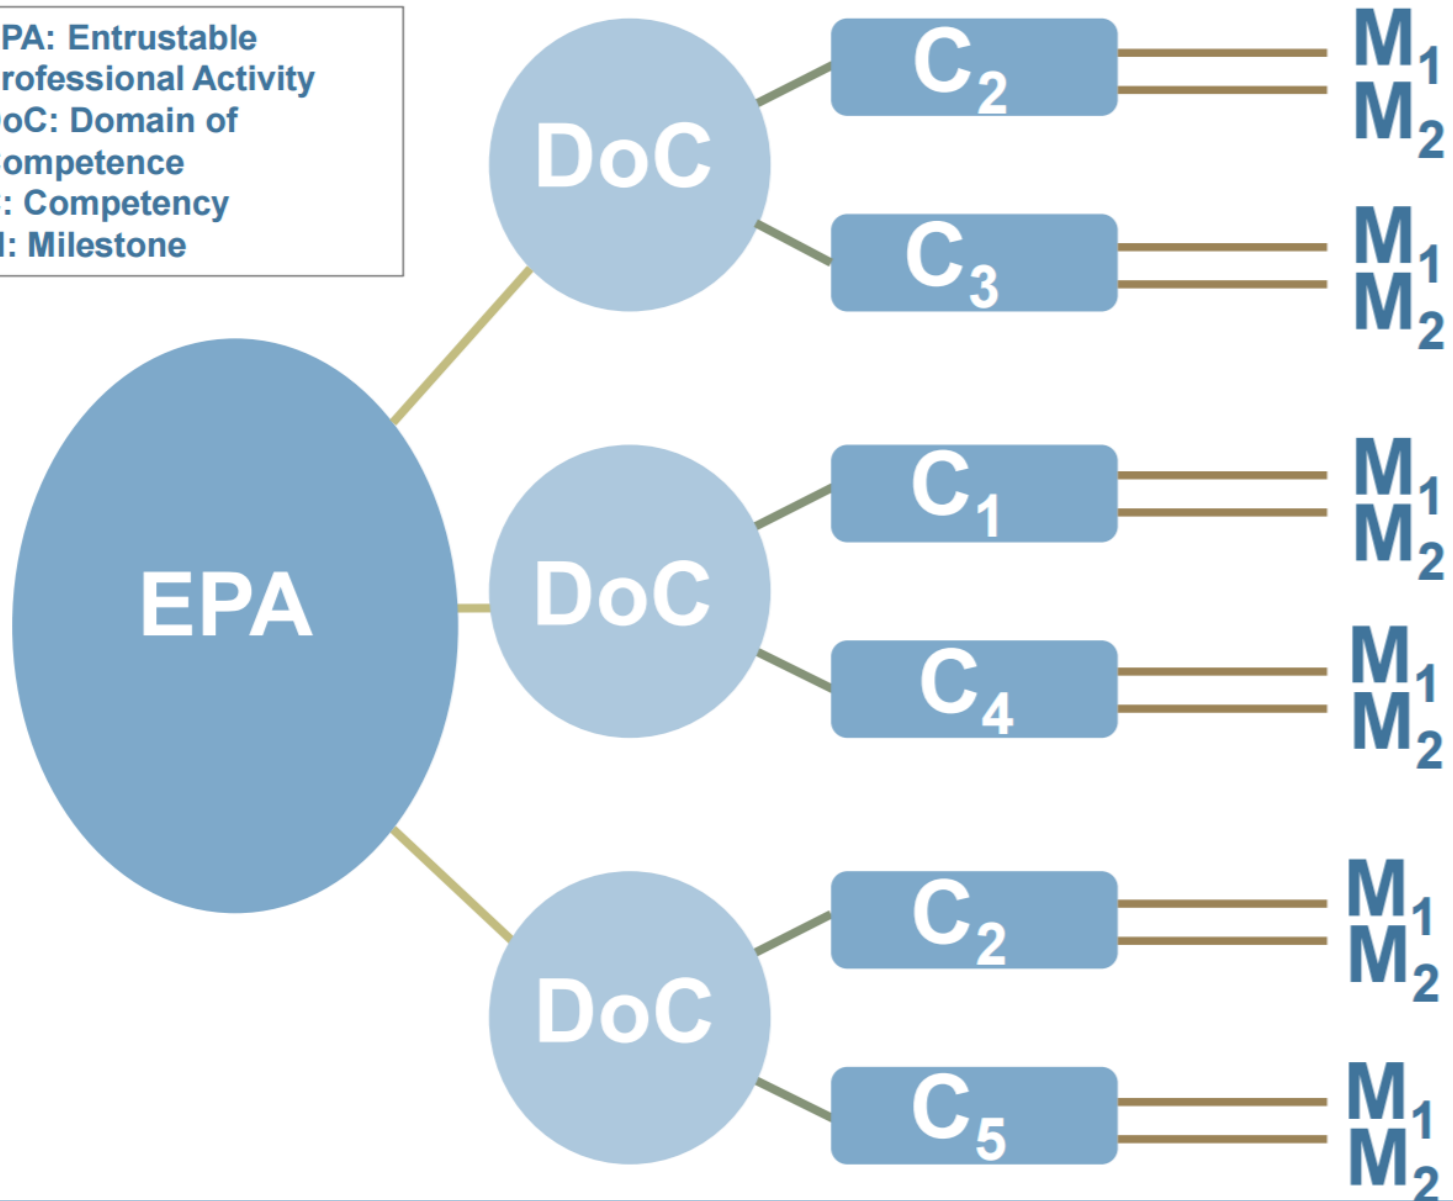 PA: Entrustable
rofessional Activity
oC: Domain of
ompetence
: Competency
: Milestone
EPA
DoC
C2
M1
M2
C3
M1
M2
DoC
C1
M1
M2
C4
M1
M2
DoC
C2
M1
M2
C5
M1
M2